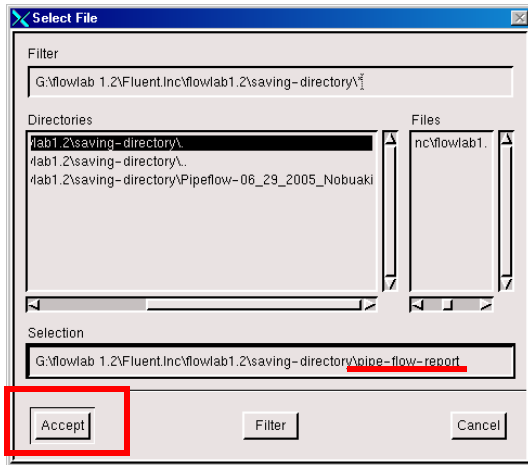 Select File
Filter
G:\flowlab 1.2\Fluent.Inc\flowlab1.2\saving-directory\*
Directories
Files
lab1.2\saving-directory\.
lab1.2\saving-directory\..
lab1.2\saving-directory\Pipeflow-06_29_2005_Nobuaki
nc\flowlab1.
Selection
G:\flowlab 1.2\Fluent.Inc\flowlab1.2\saving-directory\pipe-flow-report
Accept
Filter
Cancel